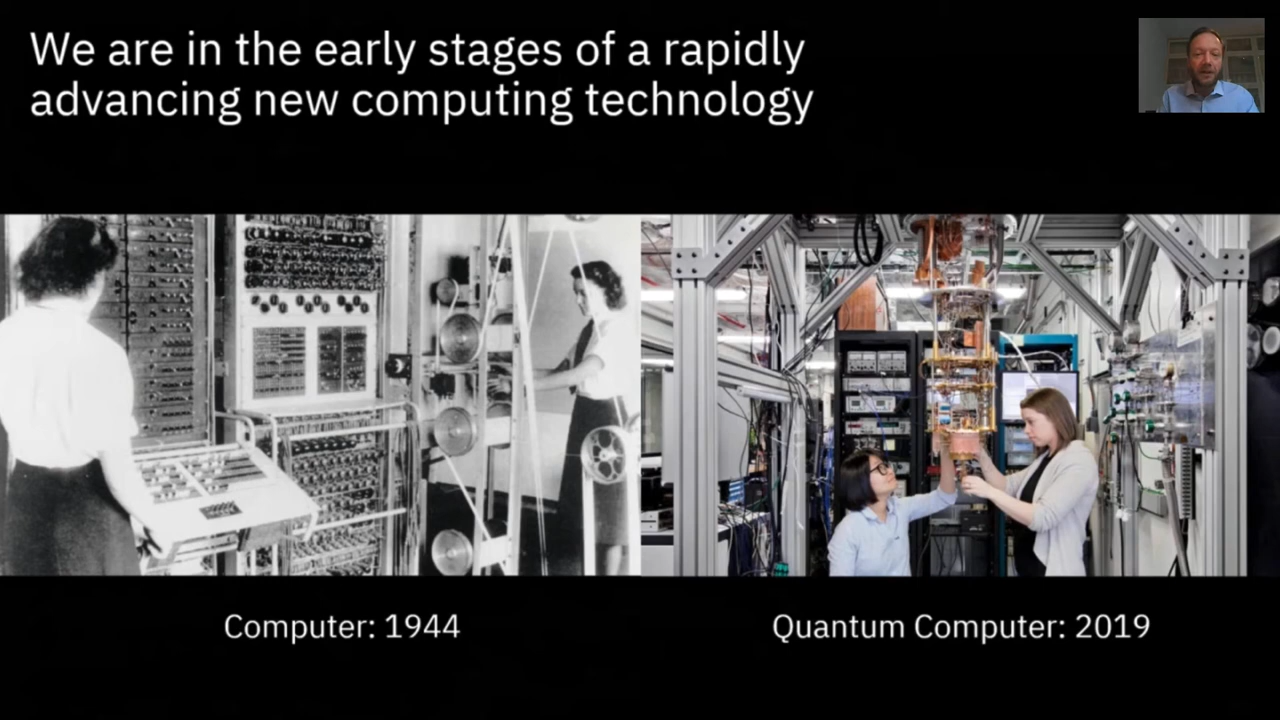 We are in the early stages of a rapidly
advancing new computing technology
Computer: 1944
Quantum Computer: 2019